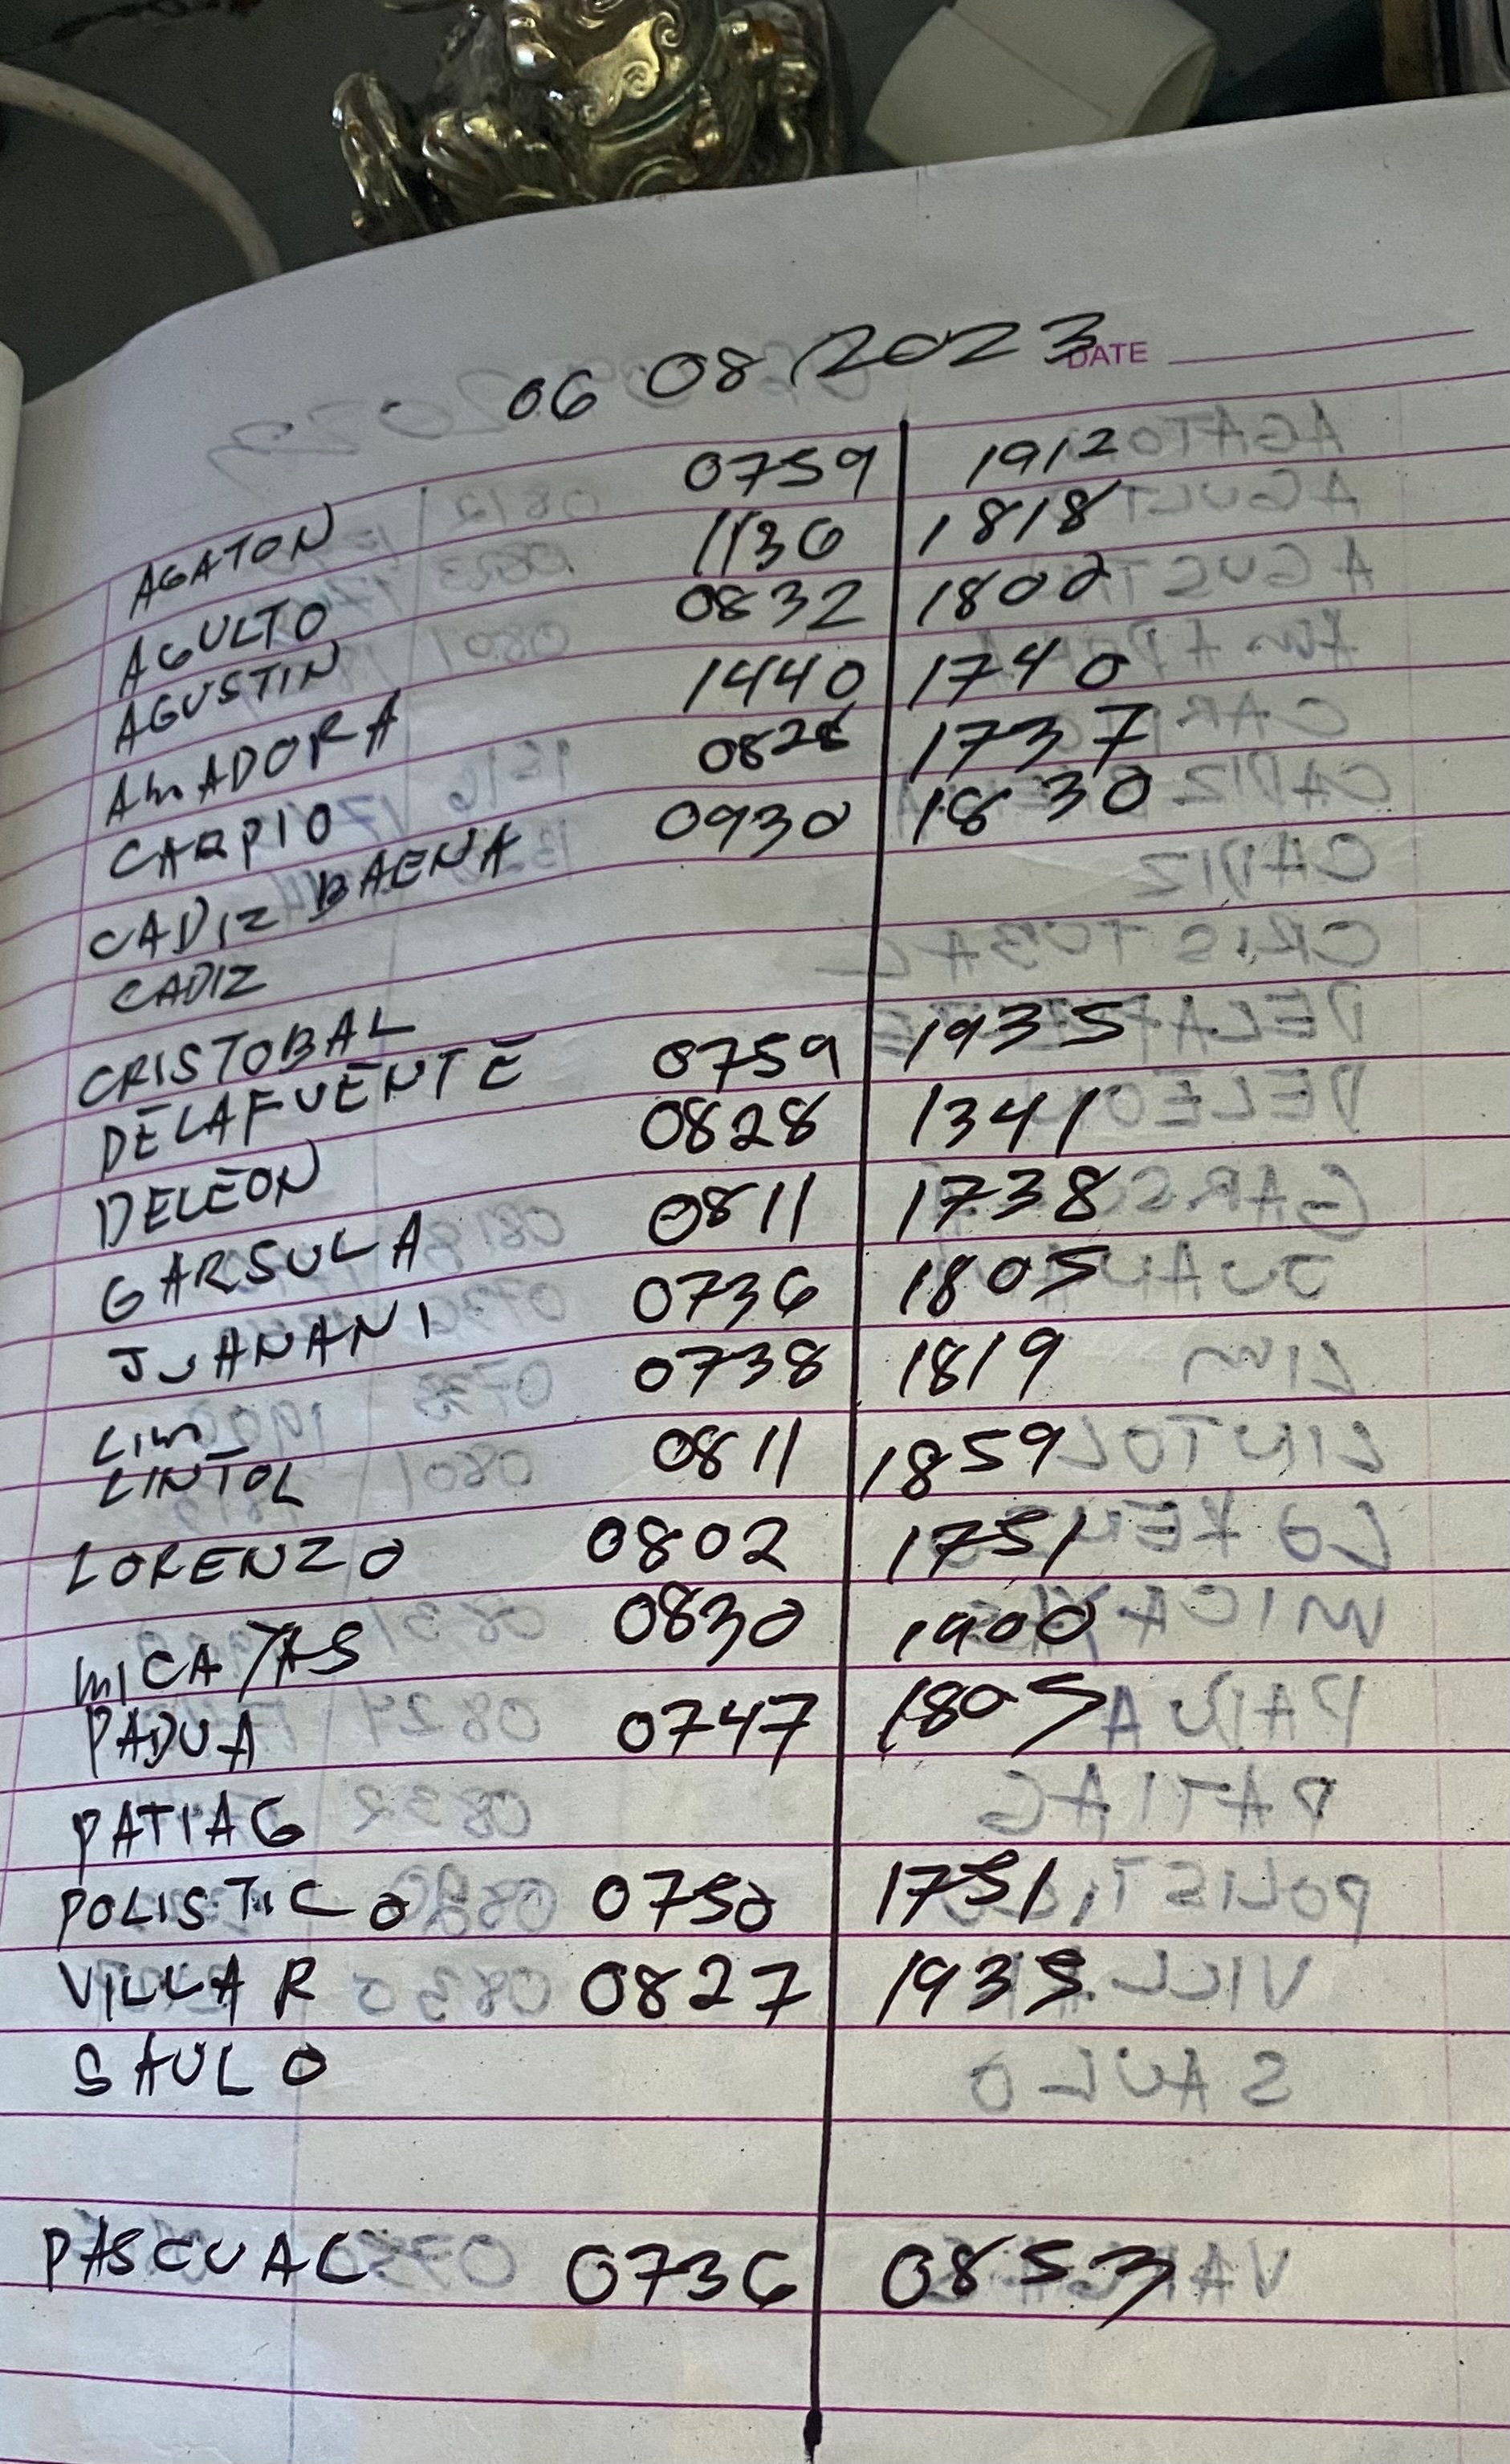 06 08 2023
DATE
AGATON 0759 1912
AGULTO 1136 1818
AGUSTIN 0832 1802
AMADORA 1440 1740
CARPIO 0828 1737
CADIZ BAENA 0930 1830
CADIZ
CRISTOBAL
DELAFUENTE 0759 1935
DELEON 0828 1341
GARSULA 0811 1738
JUANANI 0736 1805
LIM 0738 1819
LINTOL 0811 1859
LORENZO 0802 1751
MICAYAS 0830 1900
PADUA 0747 1805
PATIAG
POLISTICO 0750 1751
VILLAR 0827 1935
SAULO
PASCUAL 0736 0853